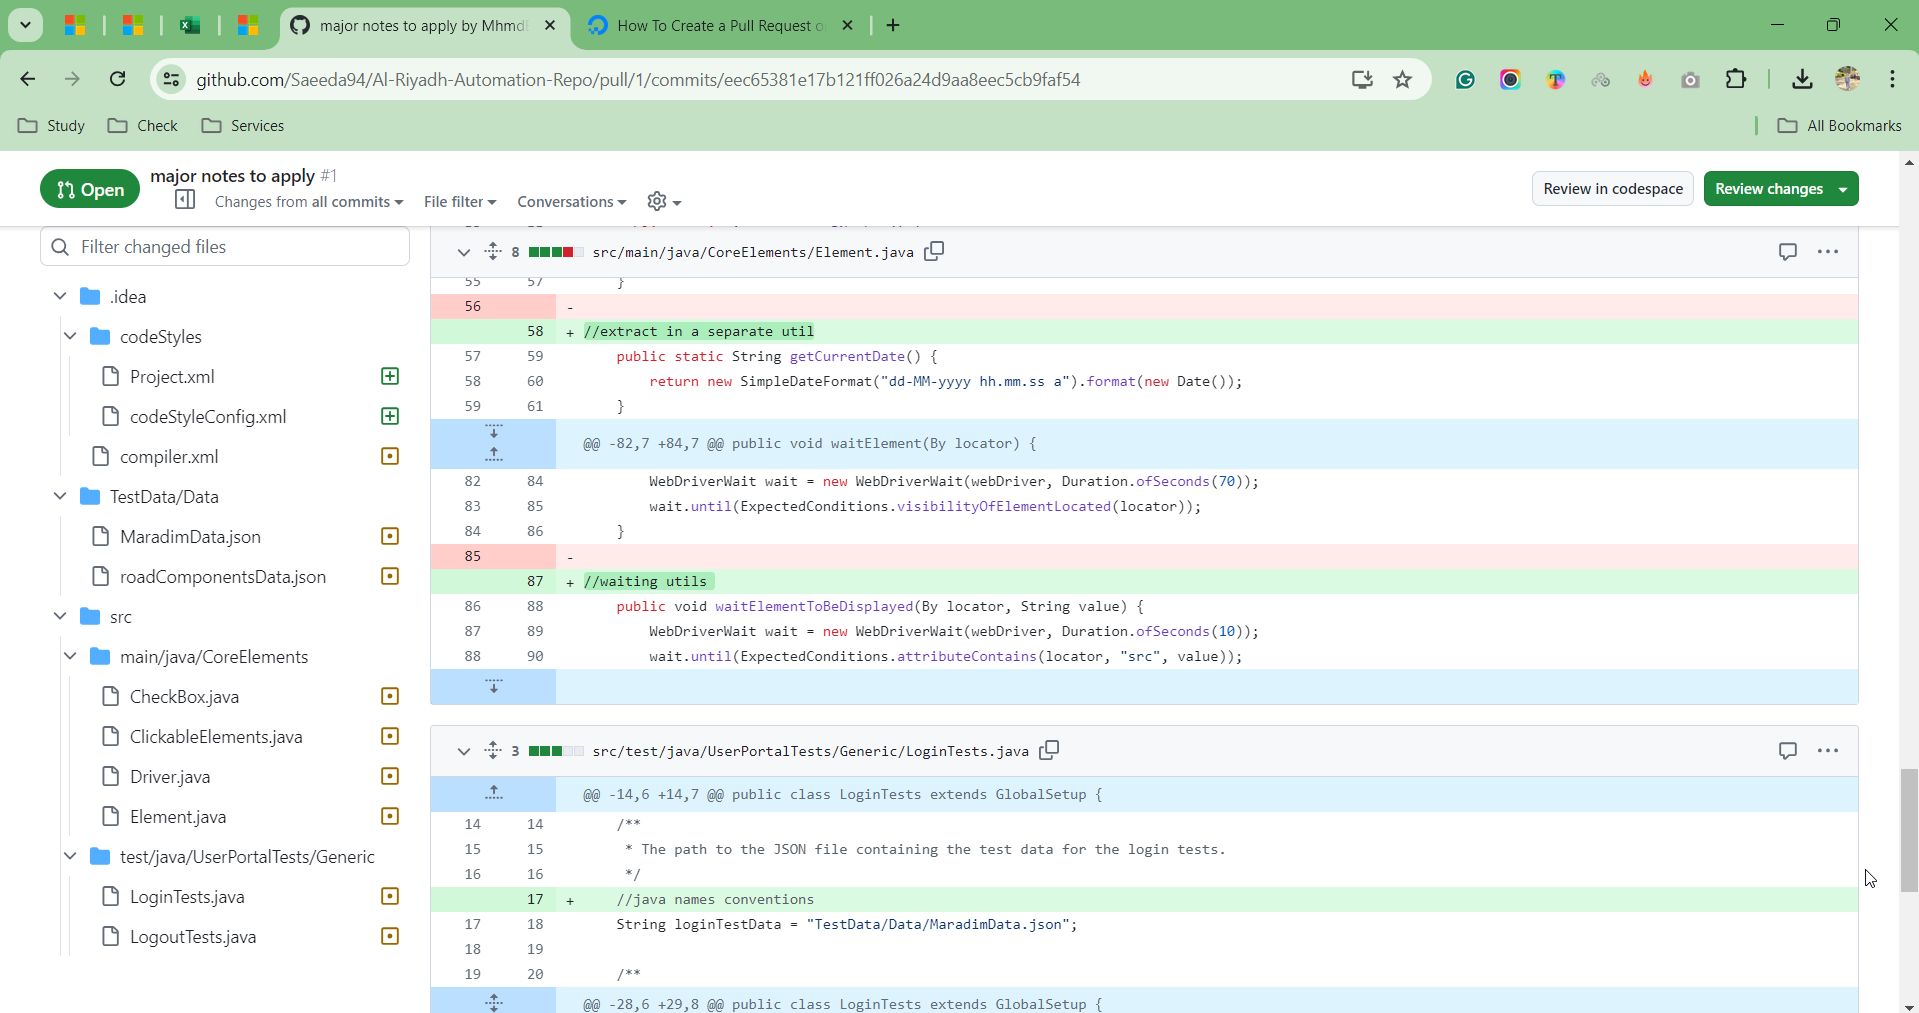 major notes to apply by Mhmd
How To Create a Pull Request o
github.com/Saeeda94/Al-Riyadh-Automation-Repo/pull/1/commits/eec65381e17b121ff026a24d9aa8eec5cb9faf54
Study
Check
Services
All Bookmarks
Open
major notes to apply #1
Changes from all commits
File filter
Conversations
Review in codespace
Review changes
Filter changed files
.idea
codeStyles
Project.xml
codeStyleConfig.xml
compiler.xml
TestData/Data
MaradimData.json
roadComponentsData.json
src
main/java/CoreElements
CheckBox.java
ClickableElements.java
Driver.java
Element.java
test/java/UserPortalTests/Generic
LoginTests.java
LogoutTests.java
8 src/main/java/CoreElements/Element.java
55 57 }
56 -
58 + //extract in a separate util
57 59 public static String getCurrentDate() {
58 60 return new SimpleDateFormat("dd-MM-yyyy hh.mm.ss a").format(new Date());
59 61 }
@@ -82,7 +84,7 @@ public void waitElement(By locator) {
82 84 WebDriverWait wait = new WebDriverWait(webDriver, Duration.ofSeconds(70));
83 85 wait.until(ExpectedConditions.visibilityOfElementLocated(locator));
84 86 }
85 -
87 + //waiting utils
86 88 public void waitElementToBeDisplayed(By locator, String value) {
87 89 WebDriverWait wait = new WebDriverWait(webDriver, Duration.ofSeconds(10));
88 90 wait.until(ExpectedConditions.attributeContains(locator, "src", value));
3 src/test/java/UserPortalTests/Generic/LoginTests.java
@@ -14,6 +14,7 @@ public class LoginTests extends GlobalSetup {
14 14 /**
15 15 * The path to the JSON file containing the test data for the login tests.
16 16 */
17 + //java names conventions
17 18 String loginTestData = "TestData/Data/MaradimData.json";
18 19
19 20 /**
@@ -28,6 +29,8 @@ public class LoginTests extends GlobalSetup {